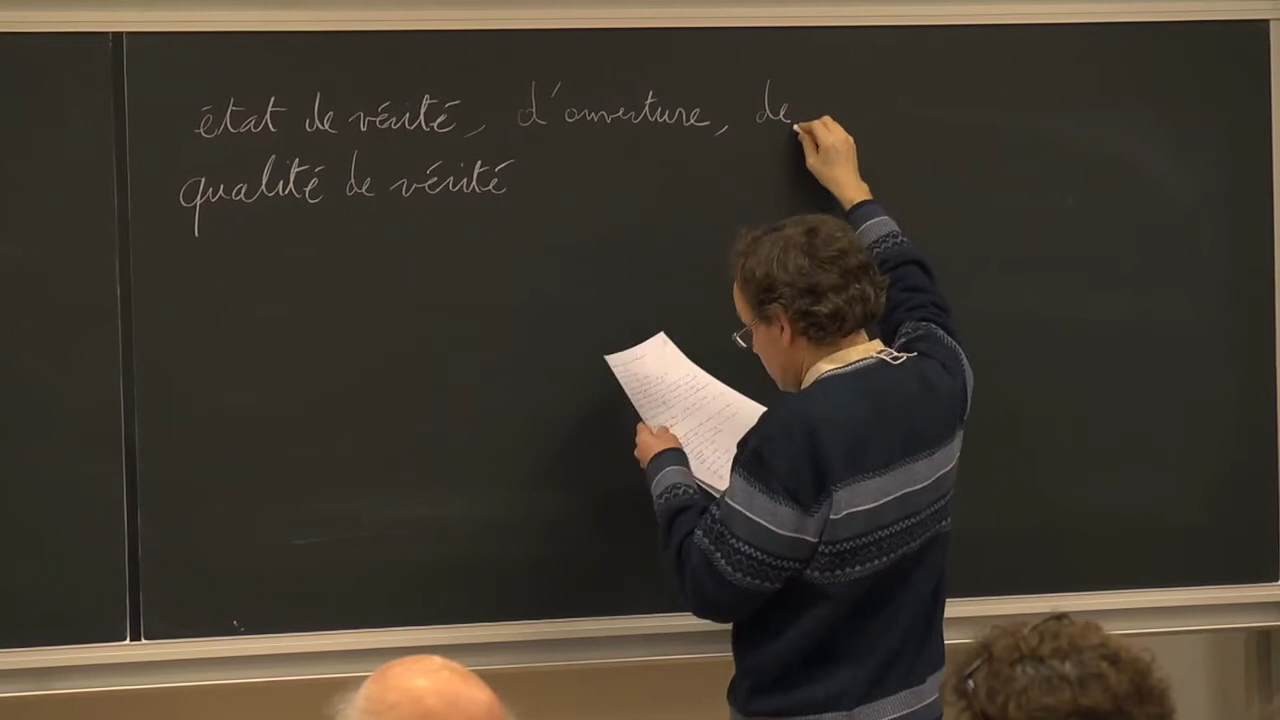 état de vérité, d'ouverture, de
qualité de vérité